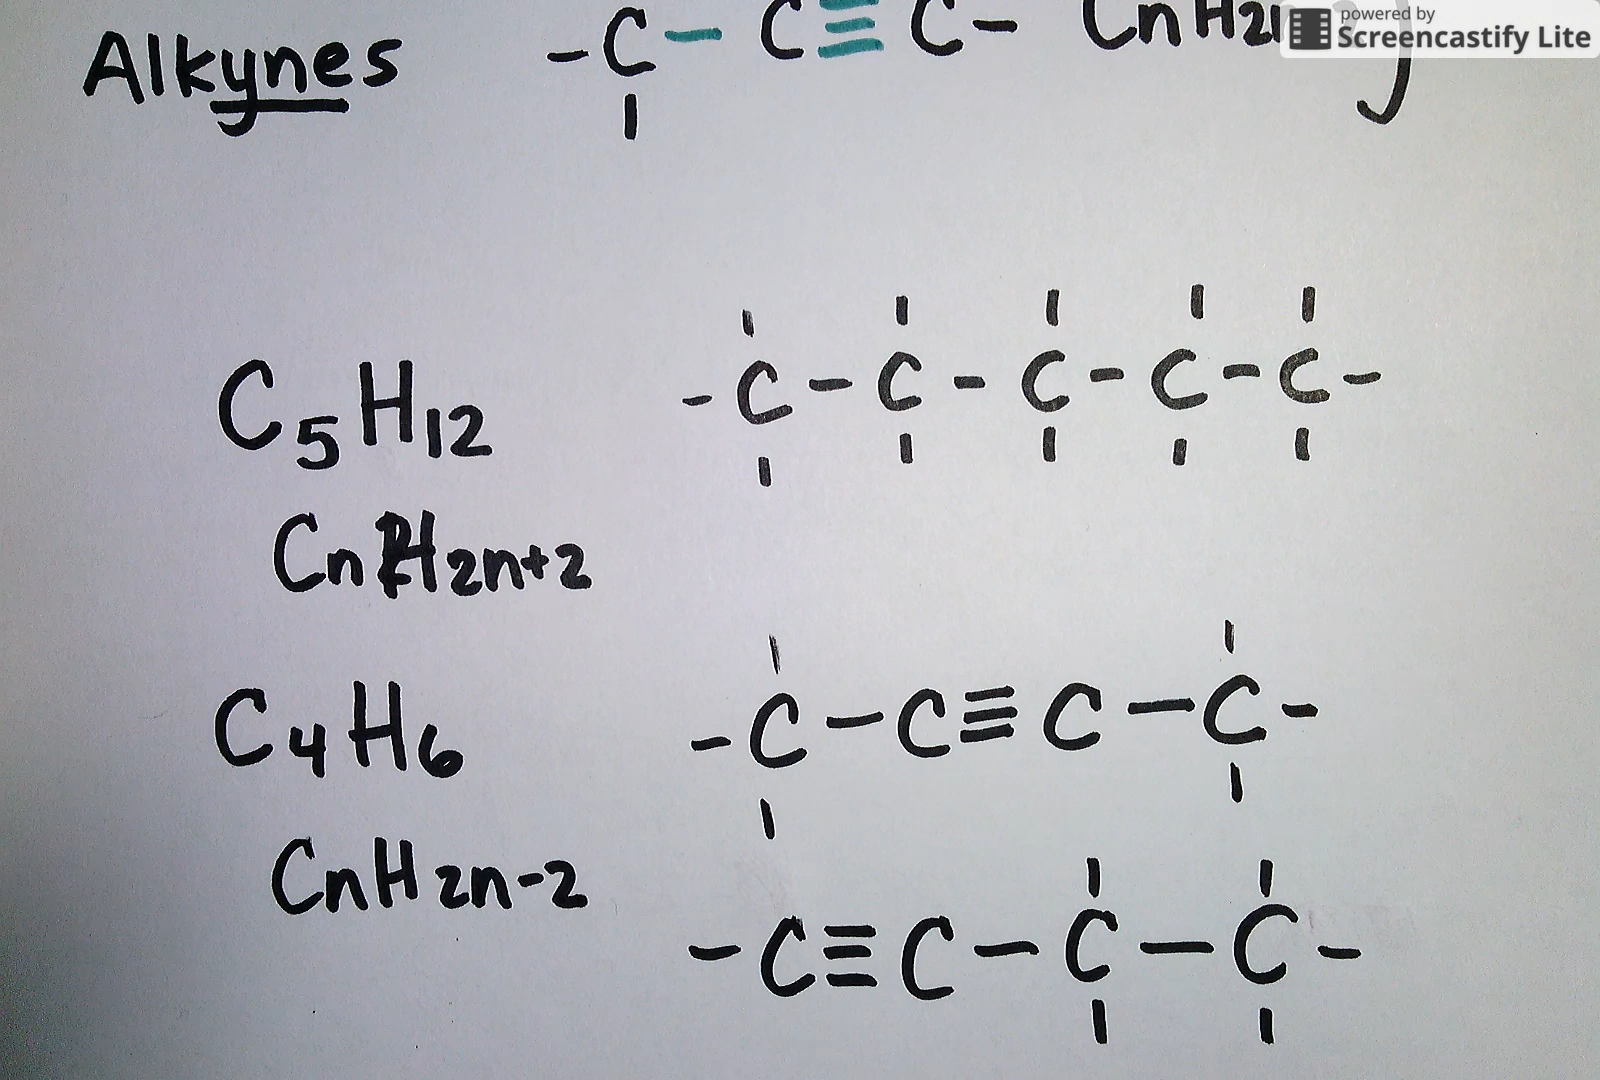 powered by
Screencastify Lite
Alkynes -C-C≡C- CnH2
C5H12 -C-C-C-C-C-
CnH2n+2
C4H6 -C-C≡C-C-
CnH2n-2
-C≡C-C-C-